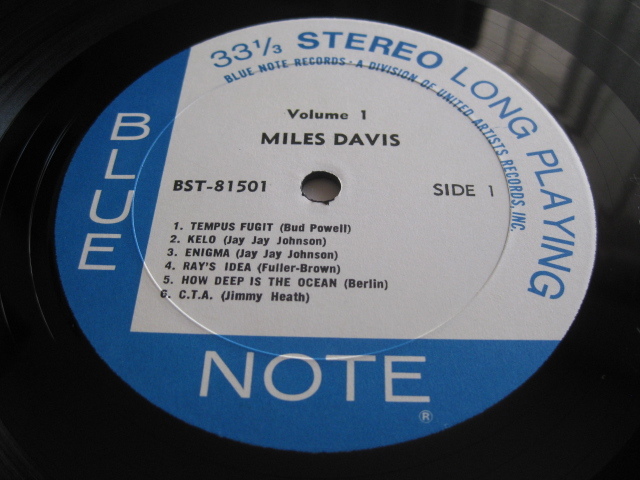 33 1/3 STEREO LONG PLAYING
BLUE NOTE RECORDS · A DIVISION OF UNITED ARTISTS RECORDS, INC.
Volume 1
MILES DAVIS
BST-81501
SIDE 1
1. TEMPUS FUGIT (Bud Powell)
2. KELO (Jay Jay Johnson)
3. ENIGMA (Jay Jay Johnson)
4. RAY'S IDEA (Fuller-Brown)
5. HOW DEEP IS THE OCEAN (Berlin)
6. C.T.A. (Jimmy Heath)
BLUE
NOTE
®